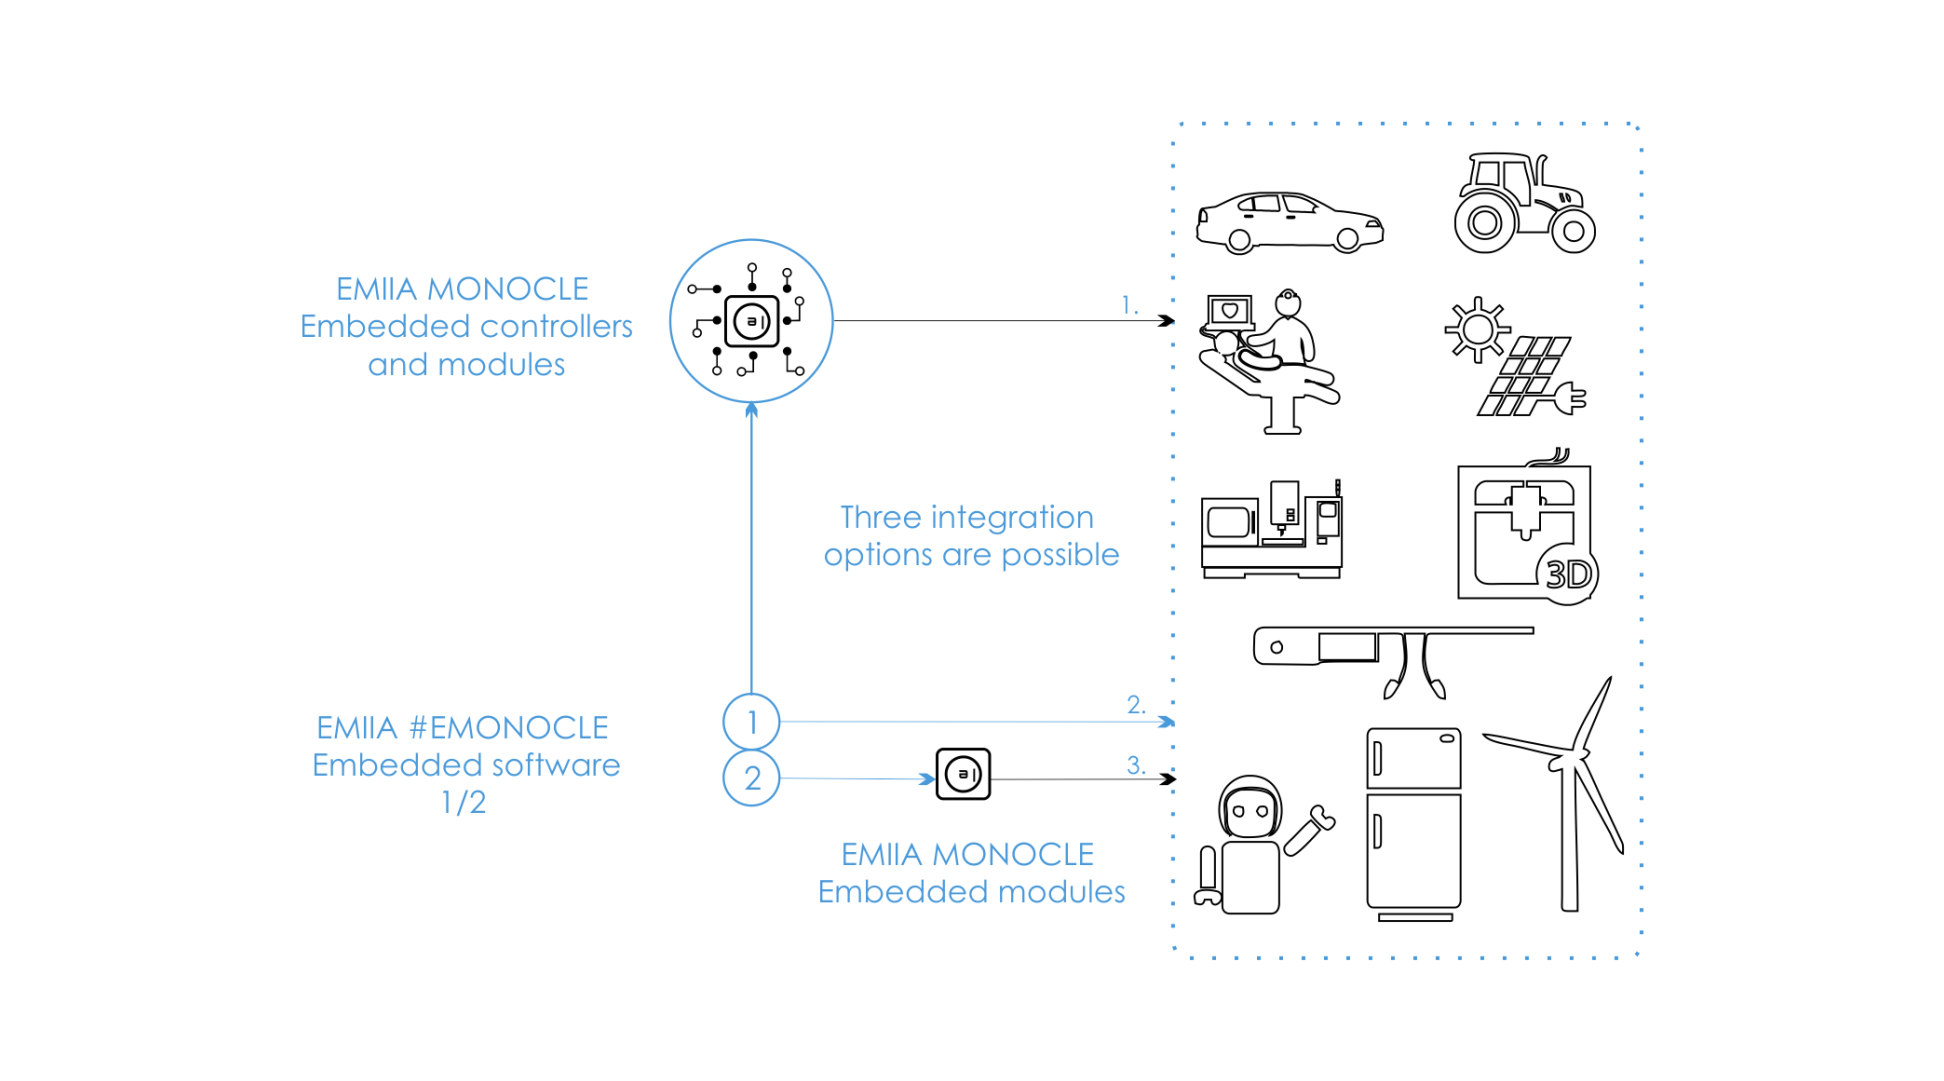 EMIIA MONOCLE
Embedded controllers
and modules
1.
Three integration
options are possible
3D
EMIIA #EMONOCLE
Embedded software
1/2
1
2.
2
3.
EMIIA MONOCLE
Embedded modules